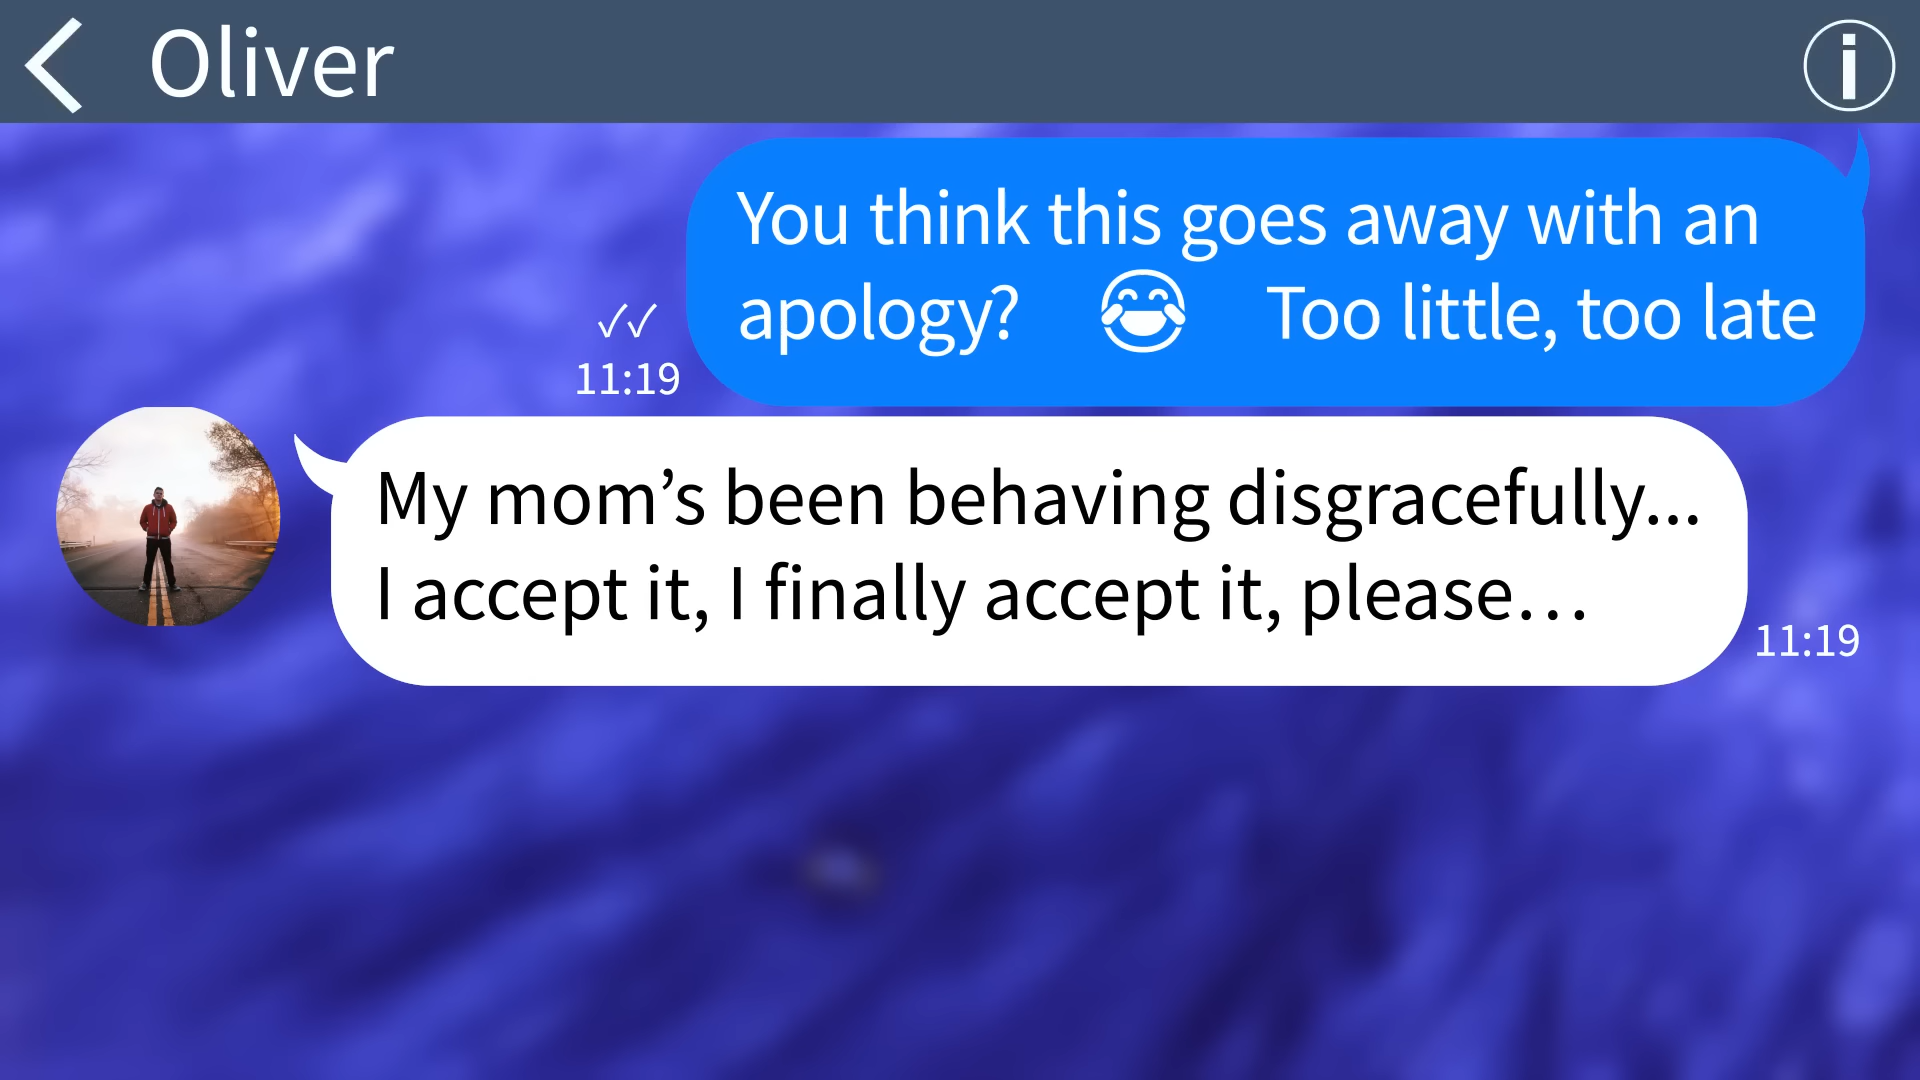 Oliver
You think this goes away with an
apology? 😂 Too little, too late
✓✓
11:19
My mom’s been behaving disgracefully...
I accept it, I finally accept it, please…
11:19